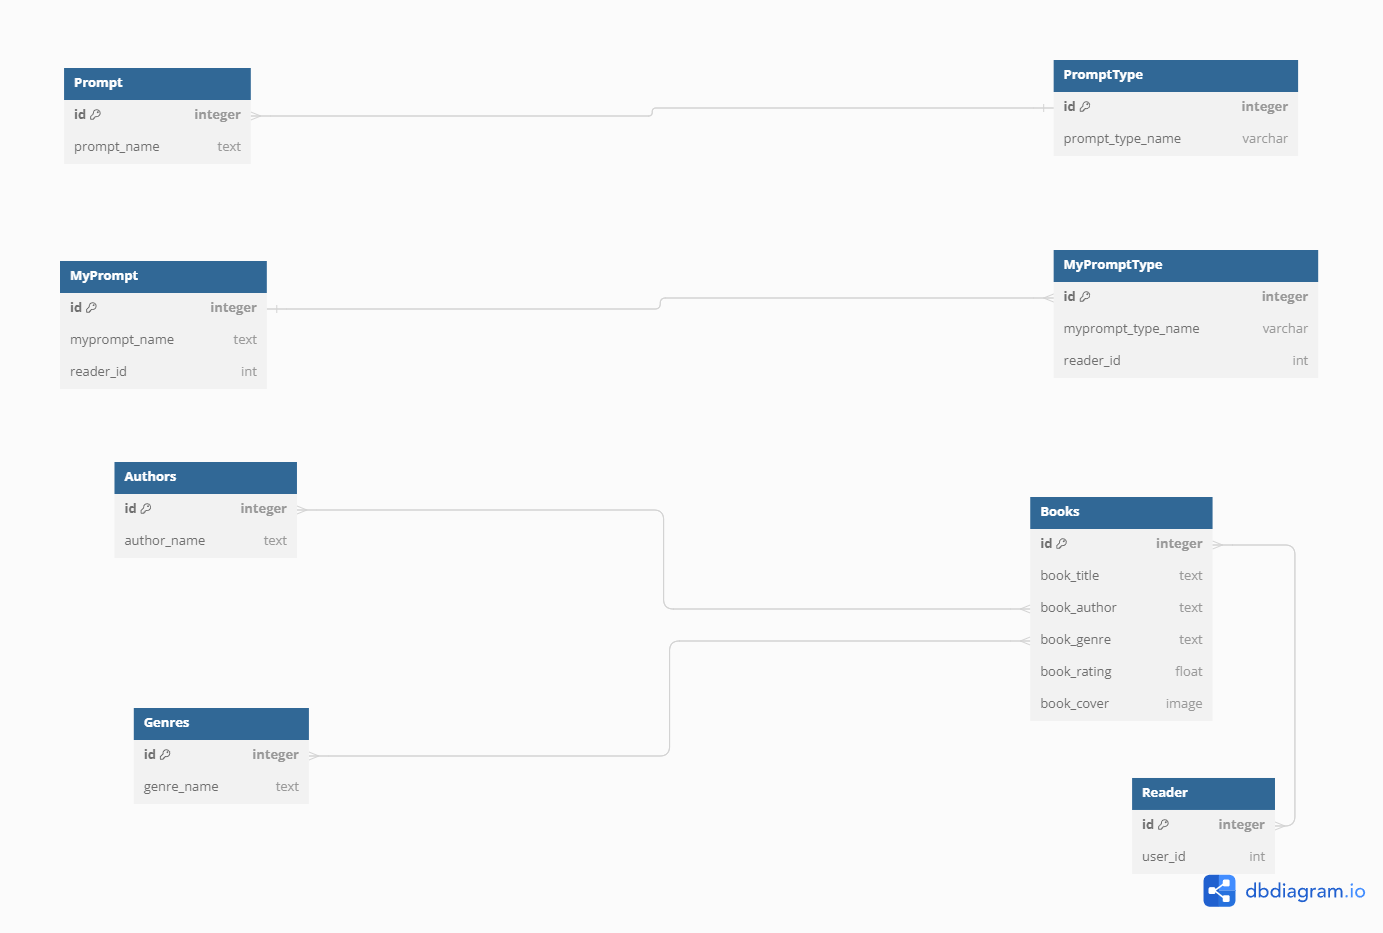 Prompt
id integer
prompt_name text
PromptType
id integer
prompt_type_name varchar
MyPrompt
id integer
myprompt_name text
reader_id int
MyPromptType
id integer
myprompt_type_name varchar
reader_id int
Authors
id integer
author_name text
Books
id integer
book_title text
book_author text
book_genre text
book_rating float
book_cover image
Genres
id integer
genre_name text
Reader
id integer
user_id int
dbdiagram.io